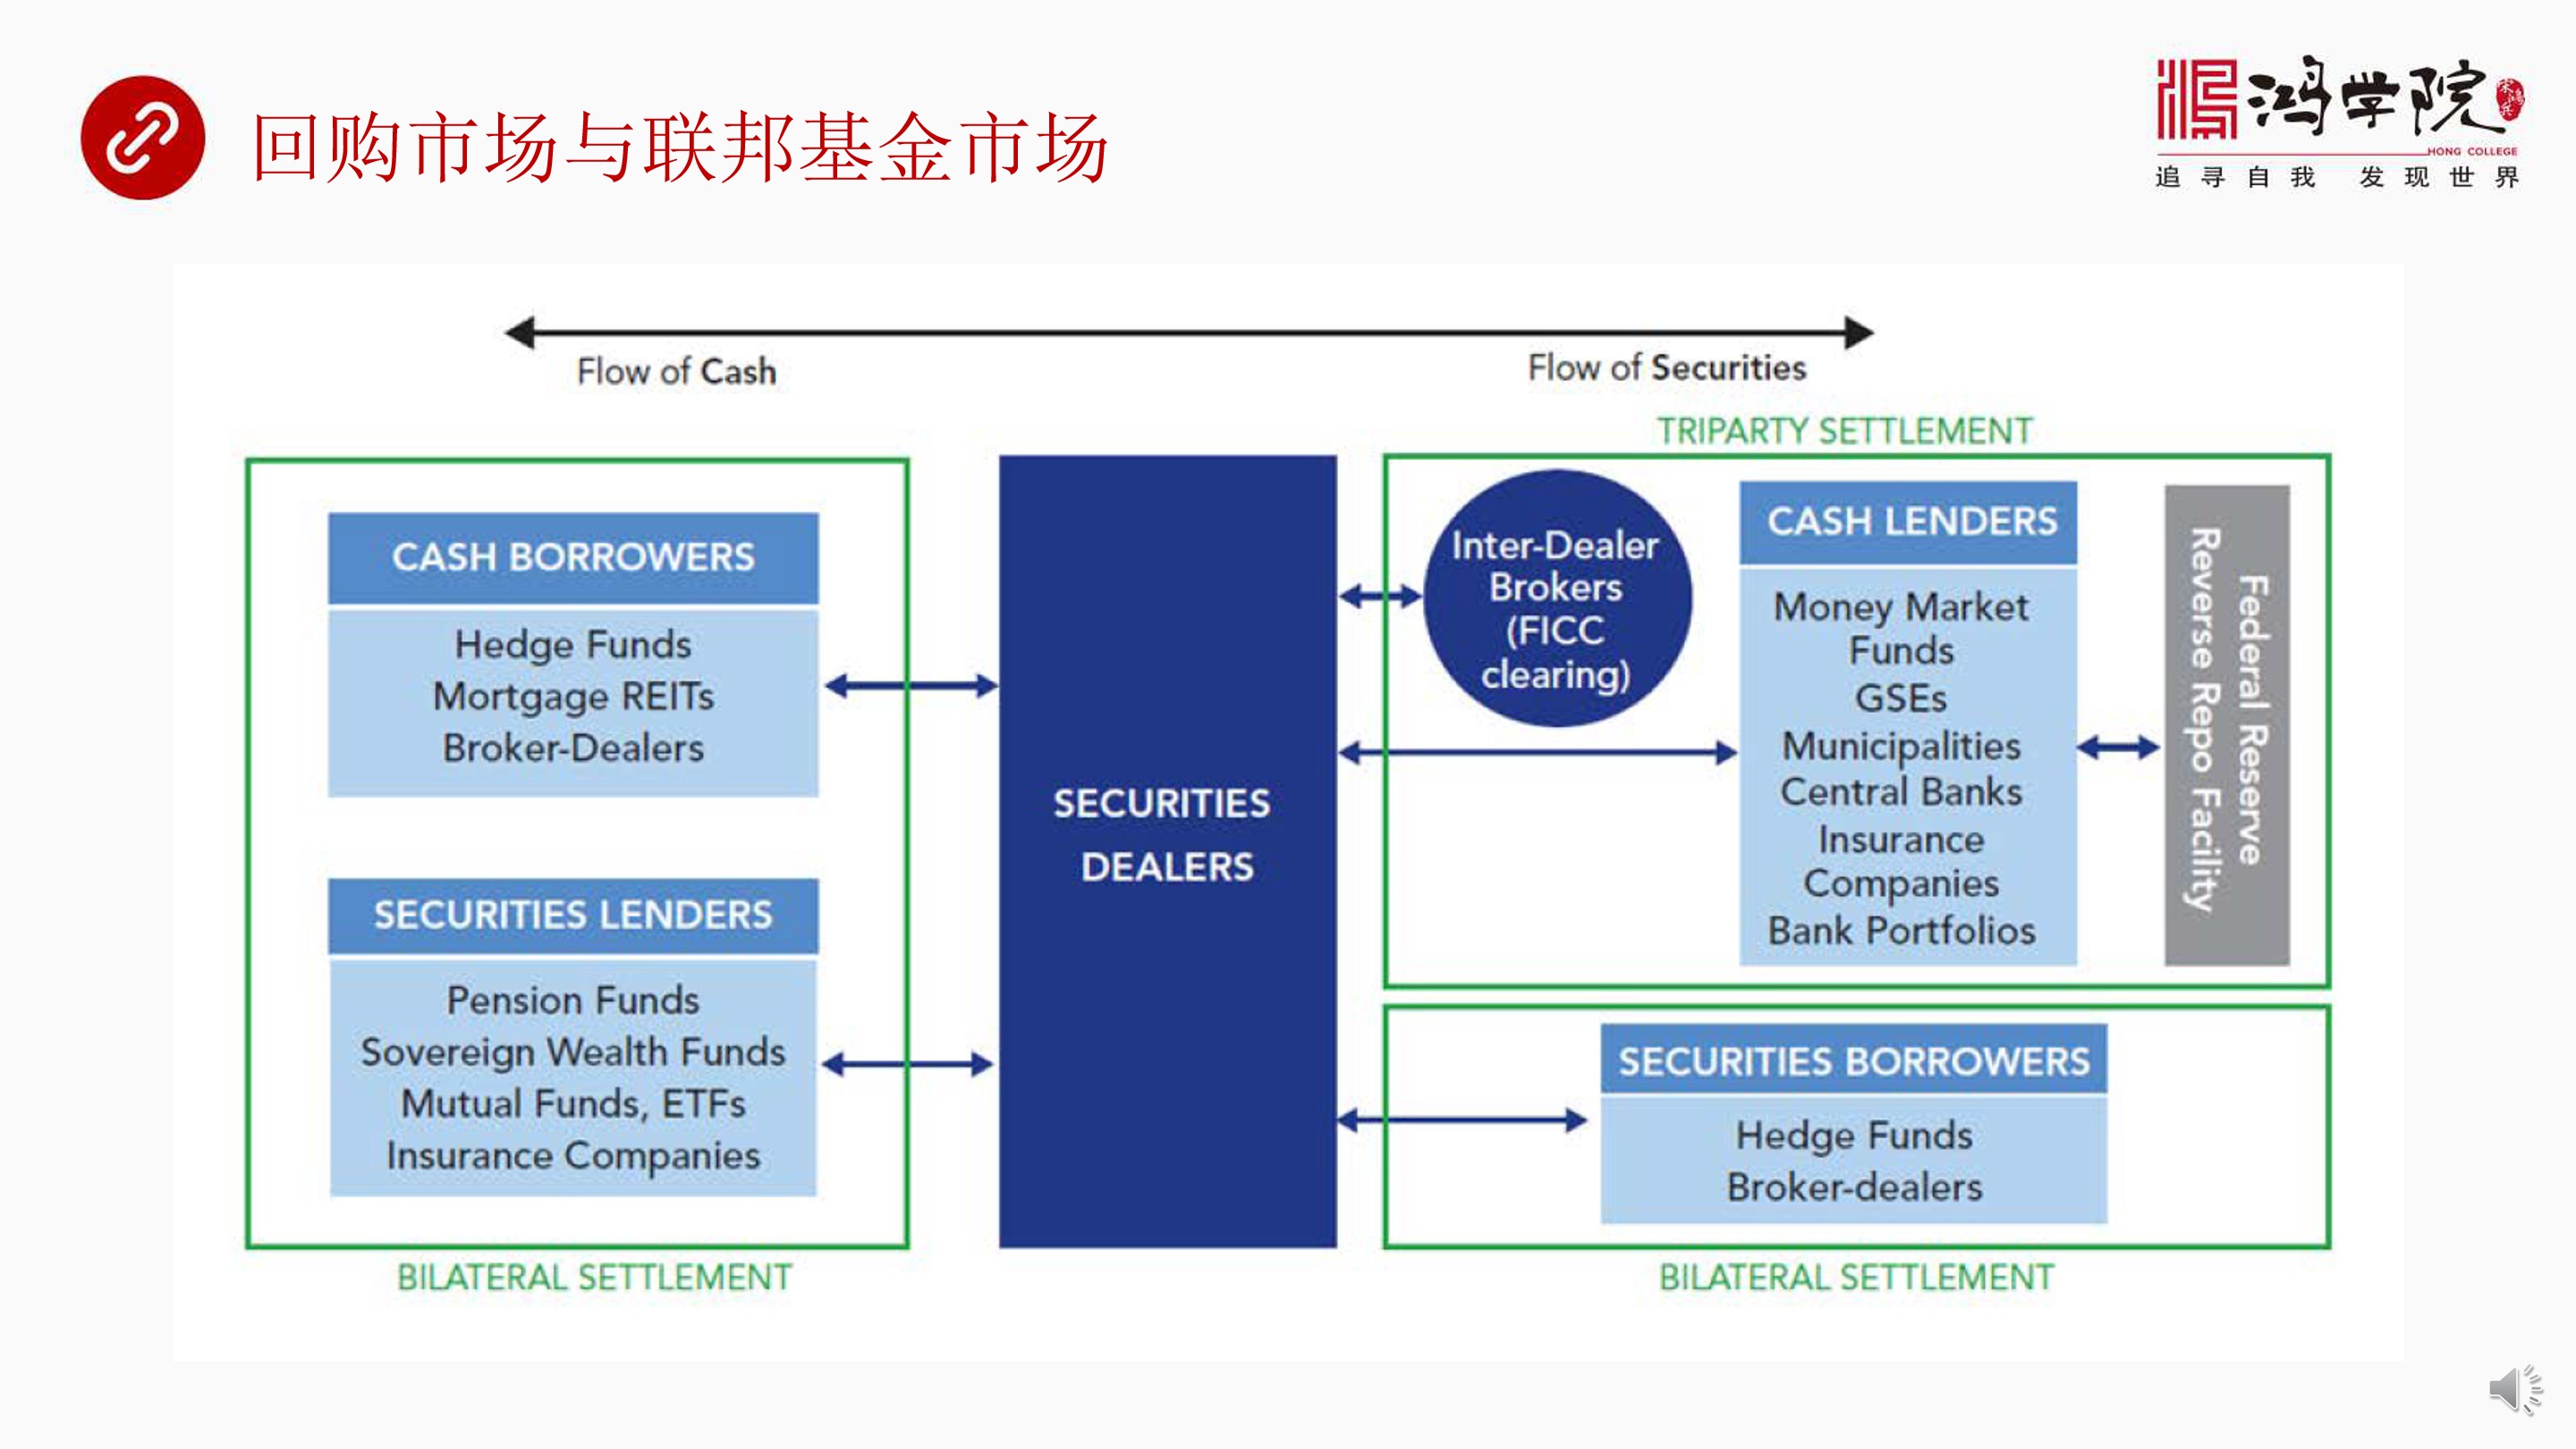 回购市场与联邦基金市场
鸿学院
HONG COLLEGE
追寻自我 发现世界
Flow of Cash
Flow of Securities
TRIPARTY SETTLEMENT
CASH BORROWERS
Hedge Funds
Mortgage REITs
Broker-Dealers
SECURITIES LENDERS
Pension Funds
Sovereign Wealth Funds
Mutual Funds, ETFs
Insurance Companies
BILATERAL SETTLEMENT
SECURITIES
DEALERS
Inter-Dealer
Brokers
(FICC
clearing)
CASH LENDERS
Money Market
Funds
GSEs
Municipalities
Central Banks
Insurance
Companies
Bank Portfolios
Federal Reserve
Reverse Repo Facility
SECURITIES BORROWERS
Hedge Funds
Broker-dealers
BILATERAL SETTLEMENT